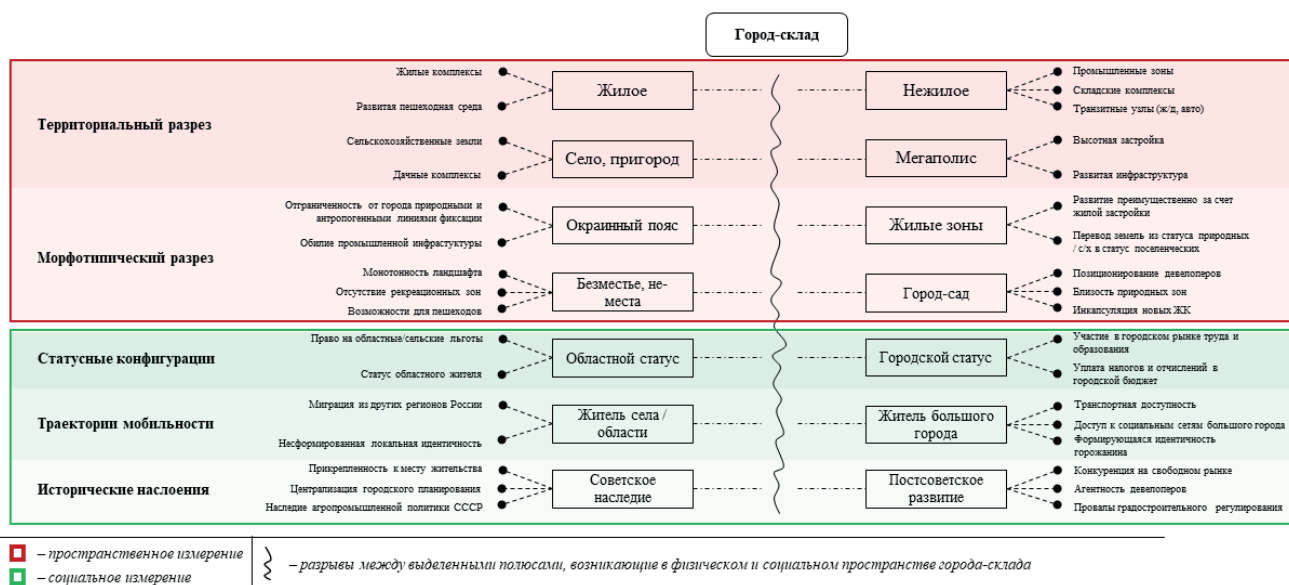 Город-склад
Территориальный разрез
Жилые комплексы
Развитая пешеходная среда
Жилое
Нежилое
Промышленные зоны
Складские комплексы
Транзитные узлы (ж/д, авто)
Сельскохозяйственные земли
Дачные комплексы
Село, пригород
Мегаполис
Высотная застройка
Развитая инфраструктура
Морфотипический разрез
Отграниченность от города природными и
антропогенными линиями фиксации
Обилие промышленной инфрастуктуры
Окраинный пояс
Жилые зоны
Развитие преимущественно за счет
жилой застройки
Перевод земель из статуса природных
/ с/х в статус поселенческих
Монотонность ландшафта
Отсутствие рекреационных зон
Возможности для пешеходов
Безместье, не-
места
Город-сад
Позиционирование девелоперов
Близость природных зон
Инкапсуляция новых ЖК
Статусные конфигурации
Право на областные/сельские льготы
Статус областного жителя
Областной статус
Городской статус
Участие в городском рынке труда и
образования
Уплата налогов и отчислений в
городской бюджет
Траектории мобильности
Миграция из других регионов России
Несформированная локальная идентичность
Житель села /
области
Житель большого
города
Транспортная доступность
Доступ к социальным сетям большого города
Формирующаяся идентичность
горожанина
Исторические наслоения
Прикрепленность к месту жительства
Централизация городского планирования
Наследие агропромышленной политики СССР
Советское
наследие
Постсоветское
развитие
Конкуренция на свободном рынке
Агентность девелоперов
Провалы градостроительного регулирования
– пространственное измерение
– социальное измерение
– разрывы между выделенными полюсами, возникающие в физическом и социальном пространстве города-склада